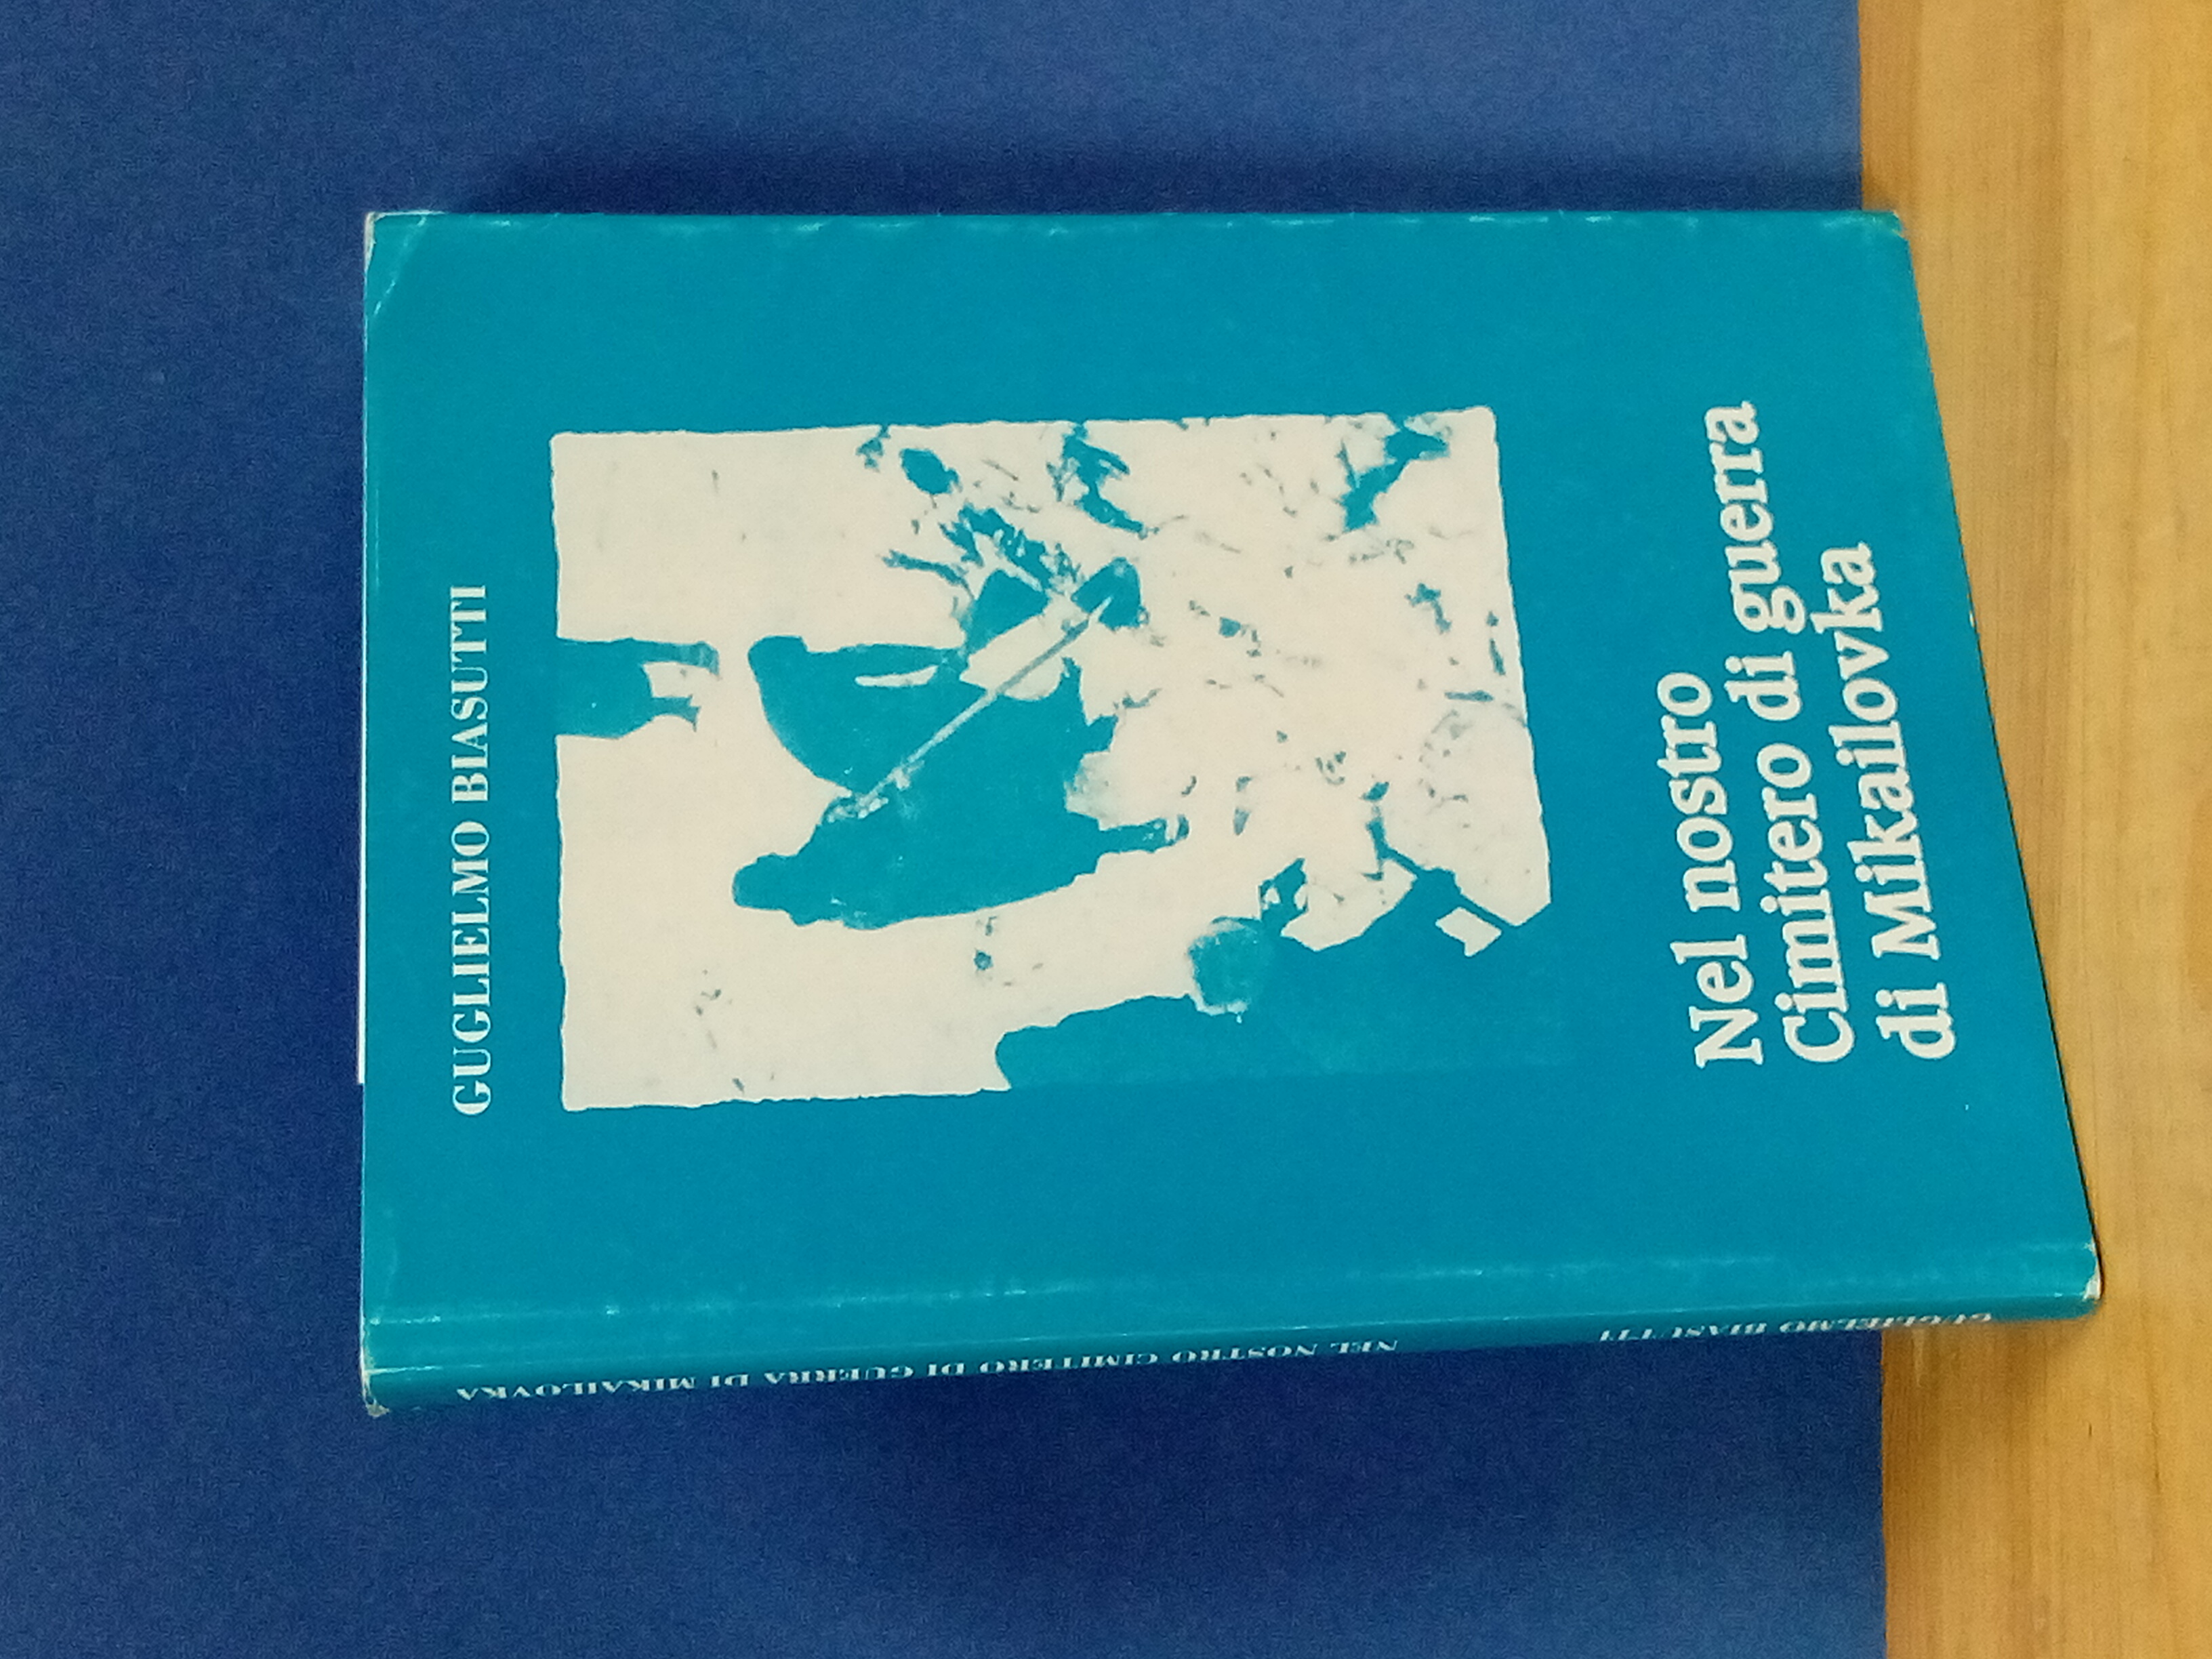 GUGLIELMO BIASUTTI
Nel nostro
Cimitero di guerra
di Mikailovka
GUGLIELMO BIASUTTI
NEL NOSTRO CIMITERO DI GUERRA DI MIKAILOVKA